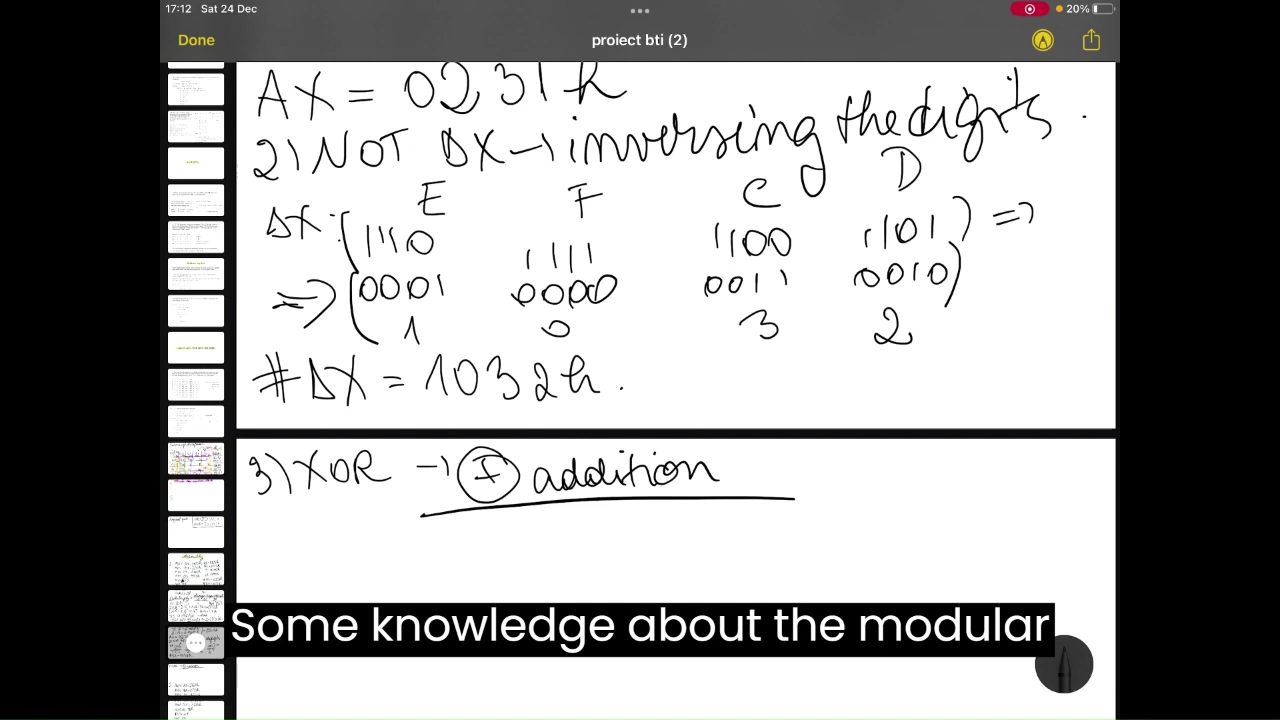 17:12 Sat 24 Dec
20%
Done
proiect bti (2)
AX = 0231h
2) NOT DX → inversing the digits.
E F C D
DX: (1110 1111 1100 1101) =>
=> (0001 0000 0011 0010)
1 0 3 2
# DX = 1032h.
3) XOR → + addition
Some knowledge about the modular